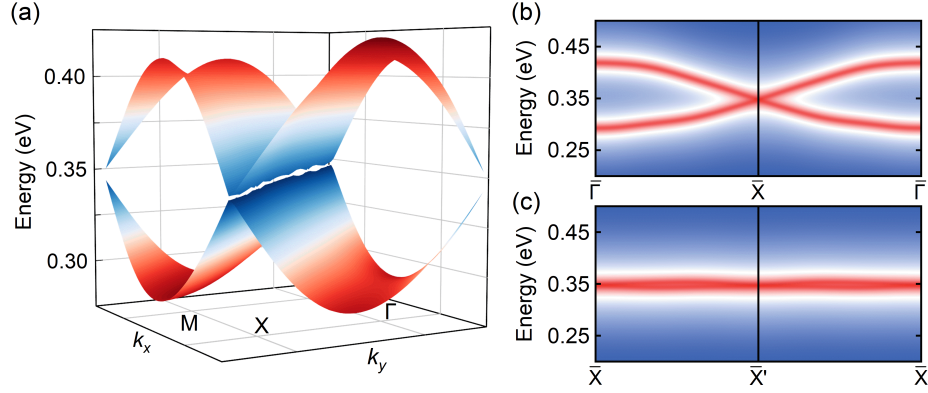 (a)
Energy (eV)
0.40
0.35
0.30
M
X
Γ
kx
ky
(b)
Energy (eV)
0.45
0.35
0.25
Γ̅ X̅ Γ̅
(c)
Energy (eV)
0.45
0.35
0.25
X̅ X̅' X̅